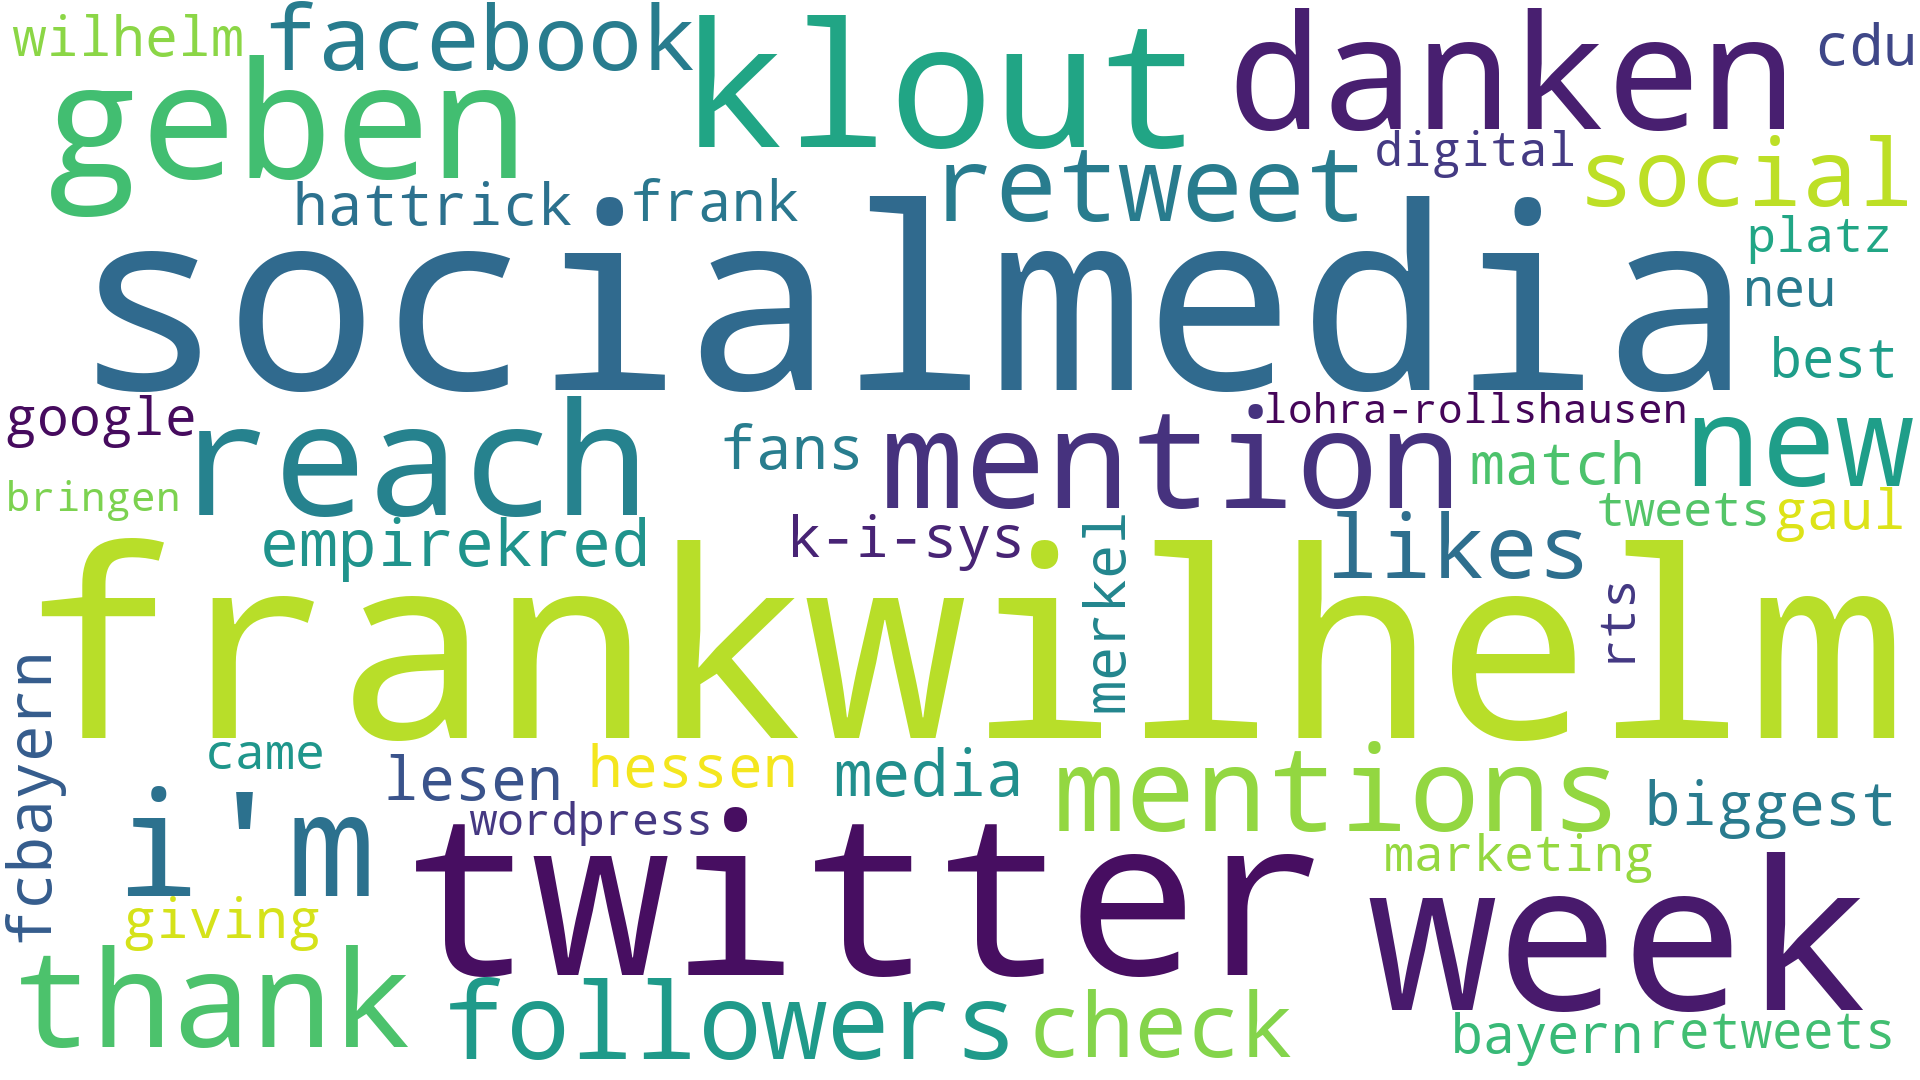 wilhelm
facebook
klout
danken
cdu
geben
digital
social
hattrick
frank
retweet
platz
socialmedia
neu
best
google
reach
fans
mention
lohra-rollshausen
new
match
bringen
tweets
gaul
empirekred
k-i-sys
merkel
likes
rts
frankwilhelm
fcbayern
came
lesen
hessen
media
mentions
biggest
i'm
wordpress
twitter
marketing
week
giving
thank
followers
check
bayern
retweets